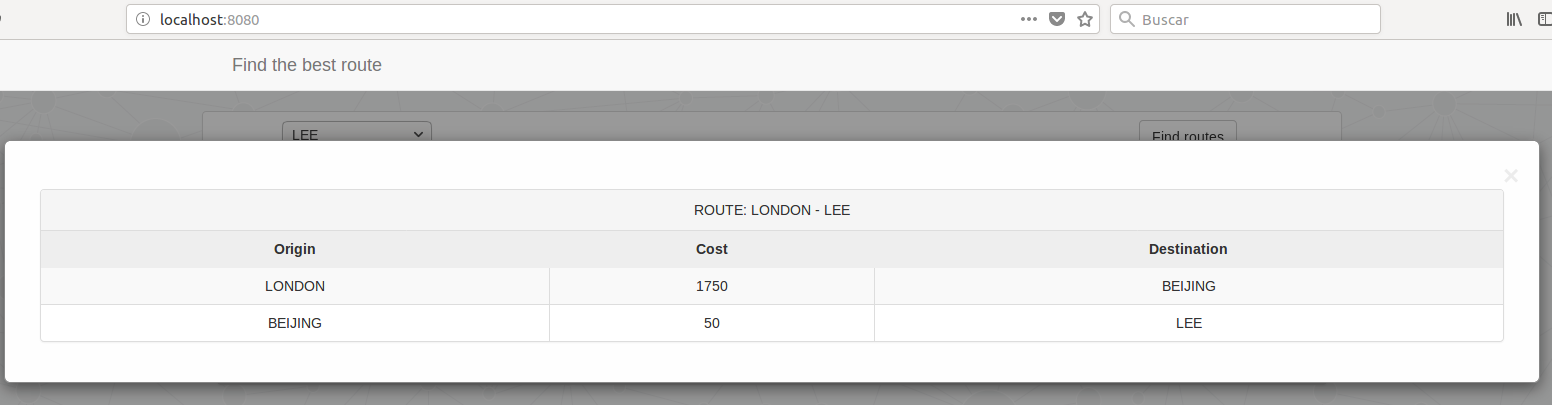 localhost:8080
Buscar
Find the best route
LEE
Find routes
ROUTE: LONDON - LEE
Origin Cost Destination
LONDON 1750 BEIJING
BEIJING 50 LEE